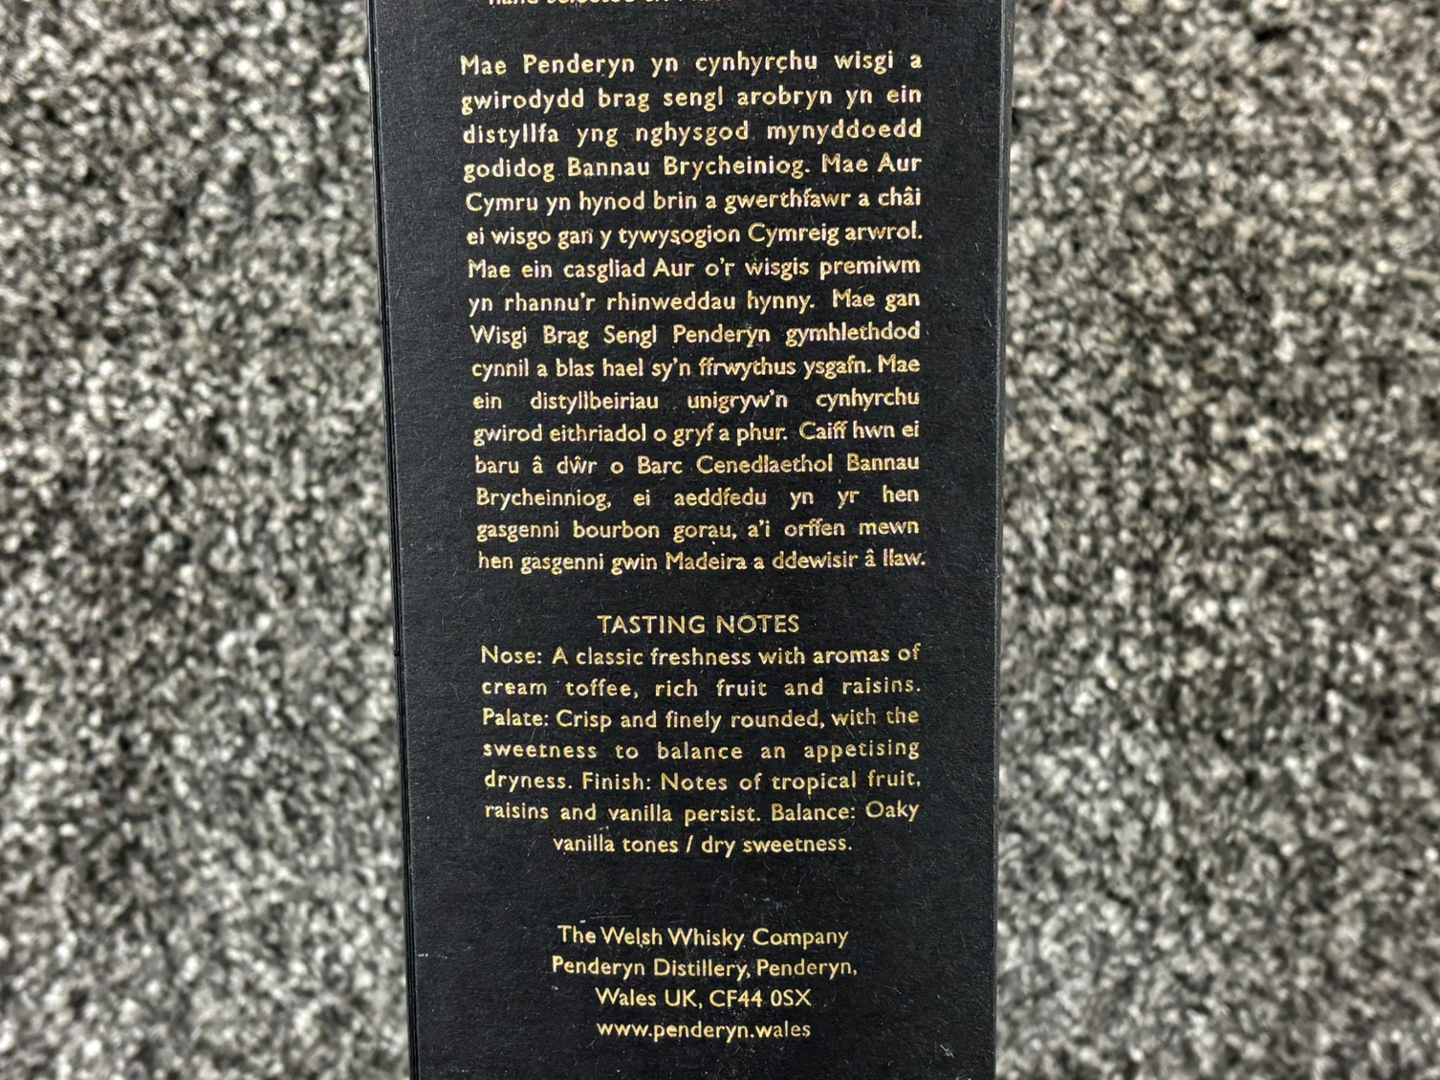 Mae Penderyn yn cynhyrchu wisgi a
gwirodydd brag sengl arobryn yn ein
distyllfa yng nghysgod mynyddoedd
godidog Bannau Brycheiniog. Mae Aur
Cymru yn hynod brin a gwerthfawr a châi
ei wisgo gan y tywysogion Cymreig arwrol.
Mae ein casgliad Aur o'r wisgis premiwm
yn rhannu'r rhinweddau hynny. Mae gan
Wisgi Brag Sengl Penderyn gymhlethdod
cynnil a blas hael sy'n ffrwythus ysgafn. Mae
ein distyllbeiriau unigryw'n cynhyrchu
gwirod eithriadol o gryf a phur. Caiff hwn ei
baru â dŵr o Barc Cenedlaethol Bannau
Brycheinniog, ei aeddfedu yn yr hen
gasgenni bourbon gorau, a'i orffen mewn
hen gasgenni gwin Madeira a ddewisir â llaw.
TASTING NOTES
Nose: A classic freshness with aromas of
cream toffee, rich fruit and raisins.
Palate: Crisp and finely rounded, with the
sweetness to balance an appetising
dryness. Finish: Notes of tropical fruit,
raisins and vanilla persist. Balance: Oaky
vanilla tones / dry sweetness.
The Welsh Whisky Company
Penderyn Distillery, Penderyn,
Wales UK, CF44 0SX
www.penderyn.wales